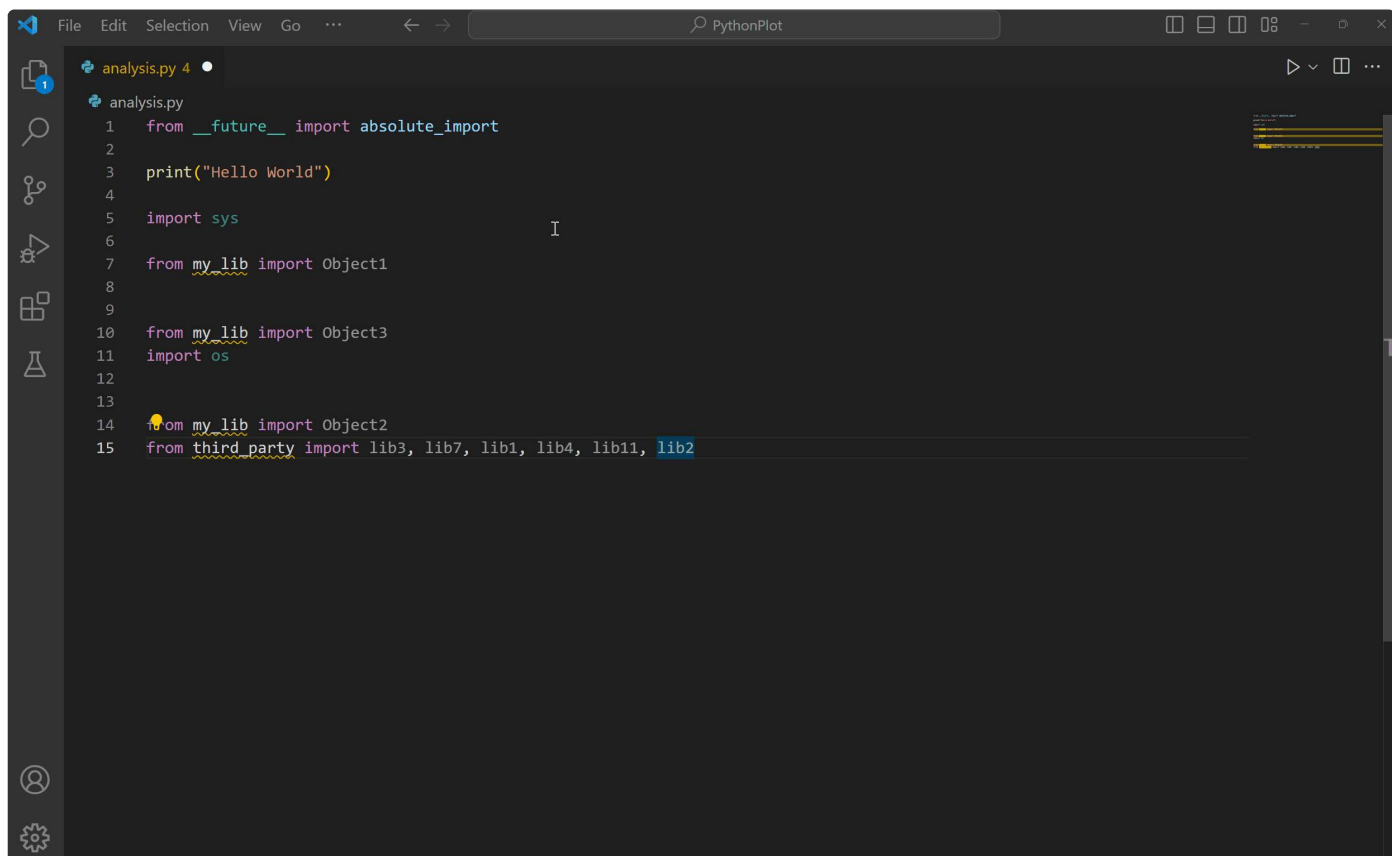 File Edit Selection View Go ··· PythonPlot
analysis.py 4
1
analysis.py
1 from __future__ import absolute_import
2
3 print("Hello World")
4
5 import sys
6
7 from my_lib import Object1
8
9
10 from my_lib import Object3
11 import os
12
13
14 from my_lib import Object2
15 from third_party import lib3, lib7, lib1, lib4, lib11, lib2